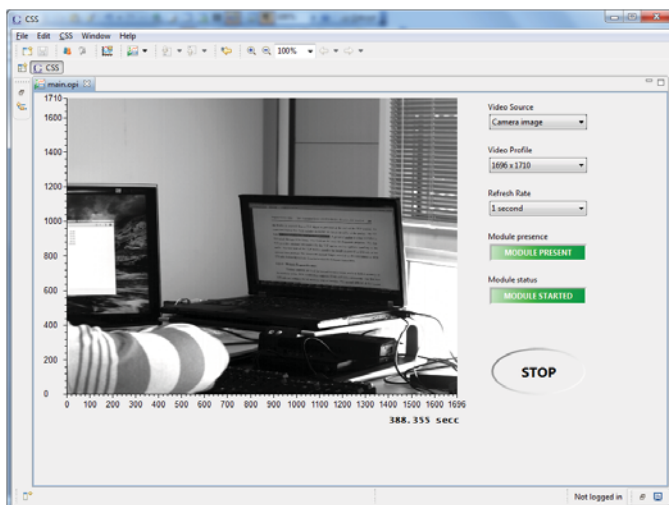 CSS
File Edit CSS Window Help
100%
CSS
main.opi
1710
1600
1400
1200
1000
800
600
400
200
0
0 100 200 300 400 500 600 700 800 900 1000 1100 1200 1300 1400 1500 1600 1696
388.355 secc
Video Source
Camera image
Video Profile
1696 x 1710
Refresh Rate
1 second
Module presence
MODULE PRESENT
Module status
MODULE STARTED
STOP
Not logged in